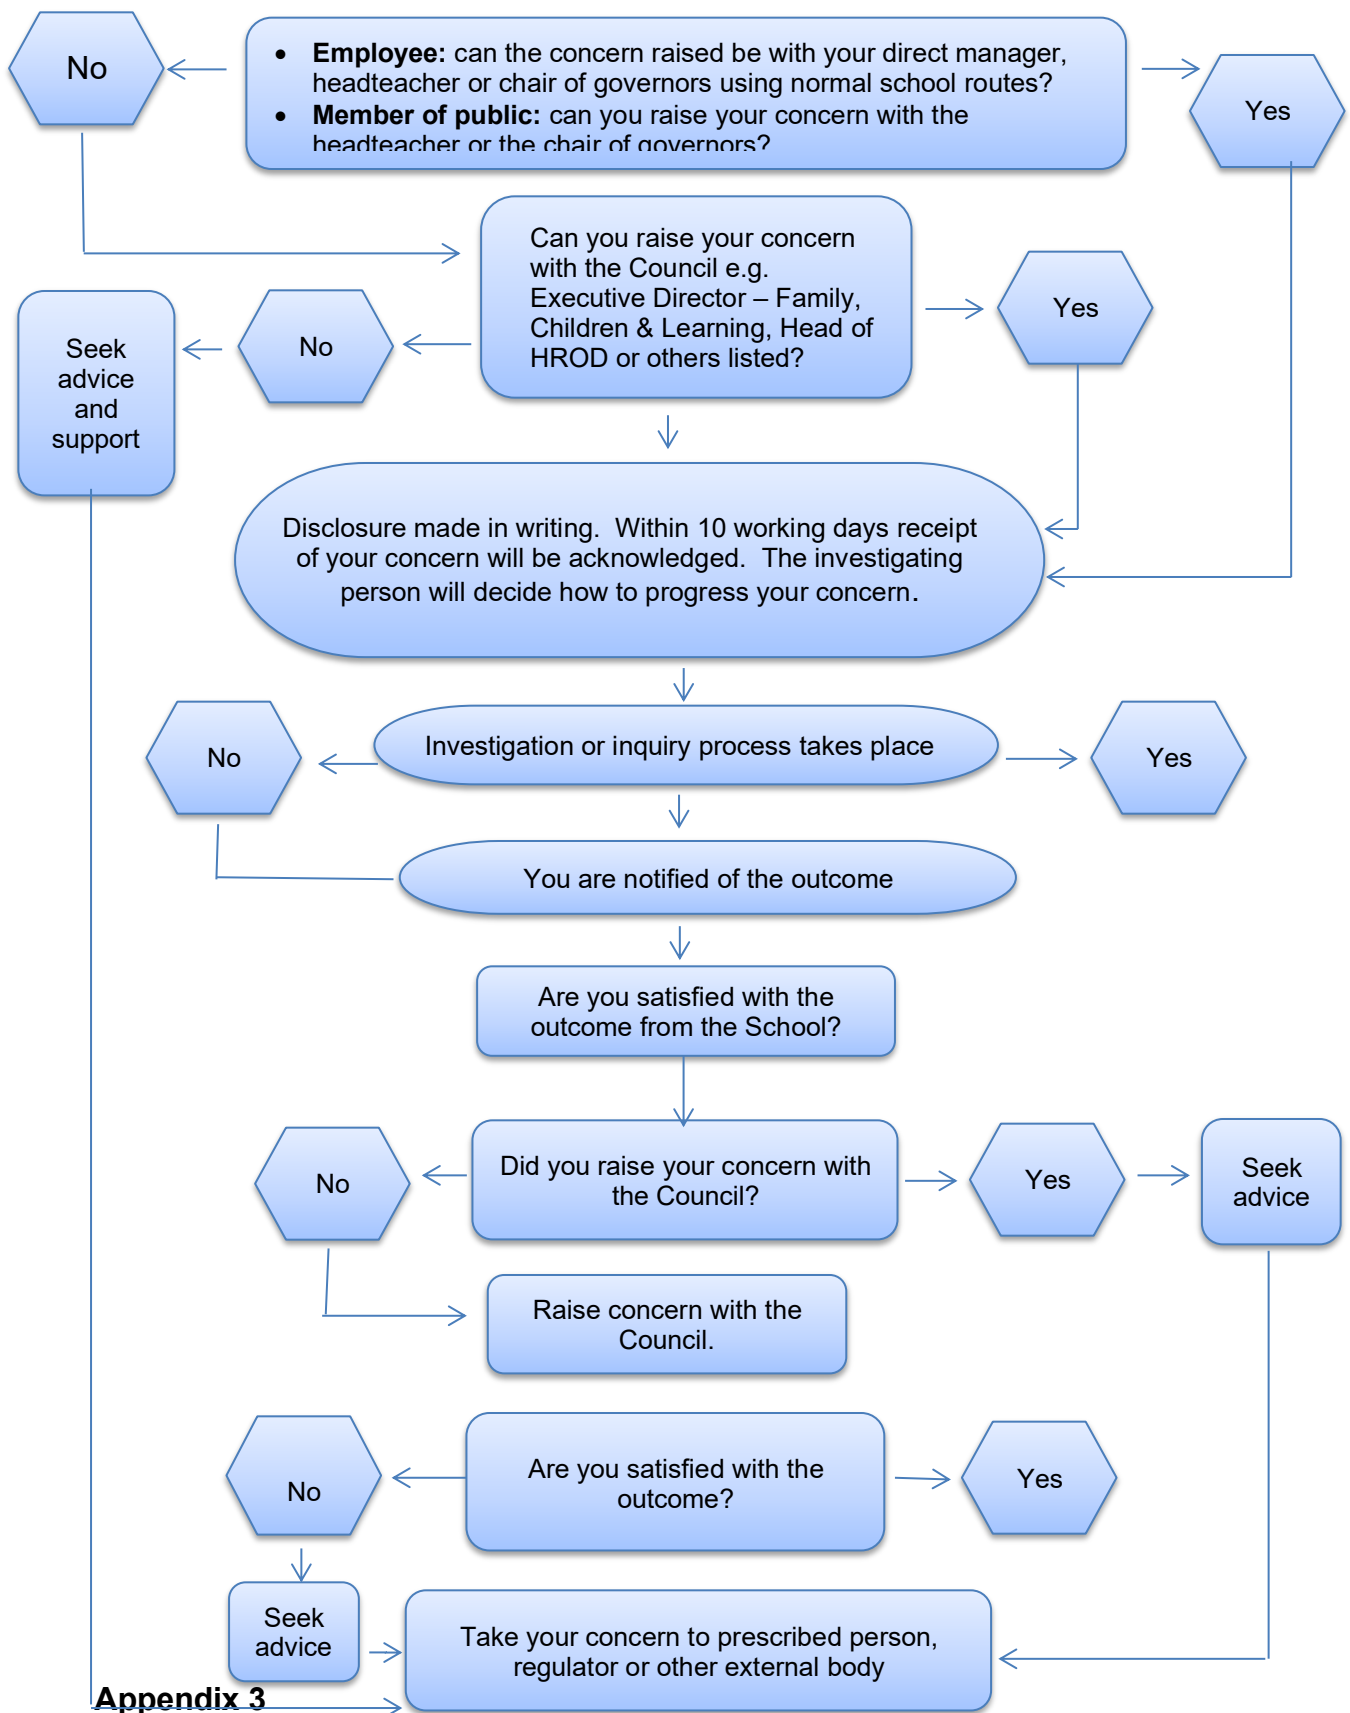 No
• Employee: can the concern raised be with your direct manager,
headteacher or chair of governors using normal school routes?
• Member of public: can you raise your concern with the
headteacher or the chair of governors?
Yes
Can you raise your concern
with the Council e.g.
Executive Director – Family,
Children & Learning, Head of
HROD or others listed?
Yes
No
Seek
advice
and
support
Disclosure made in writing.  Within 10 working days receipt
of your concern will be acknowledged.  The investigating
person will decide how to progress your concern.
No
Investigation or inquiry process takes place
Yes
You are notified of the outcome
Are you satisfied with the
outcome from the School?
No
Did you raise your concern with
the Council?
Yes
Seek
advice
Raise concern with the
Council.
No
Are you satisfied with the
outcome?
Yes
Seek
advice
Take your concern to prescribed person,
regulator or other external body
Appendix 3